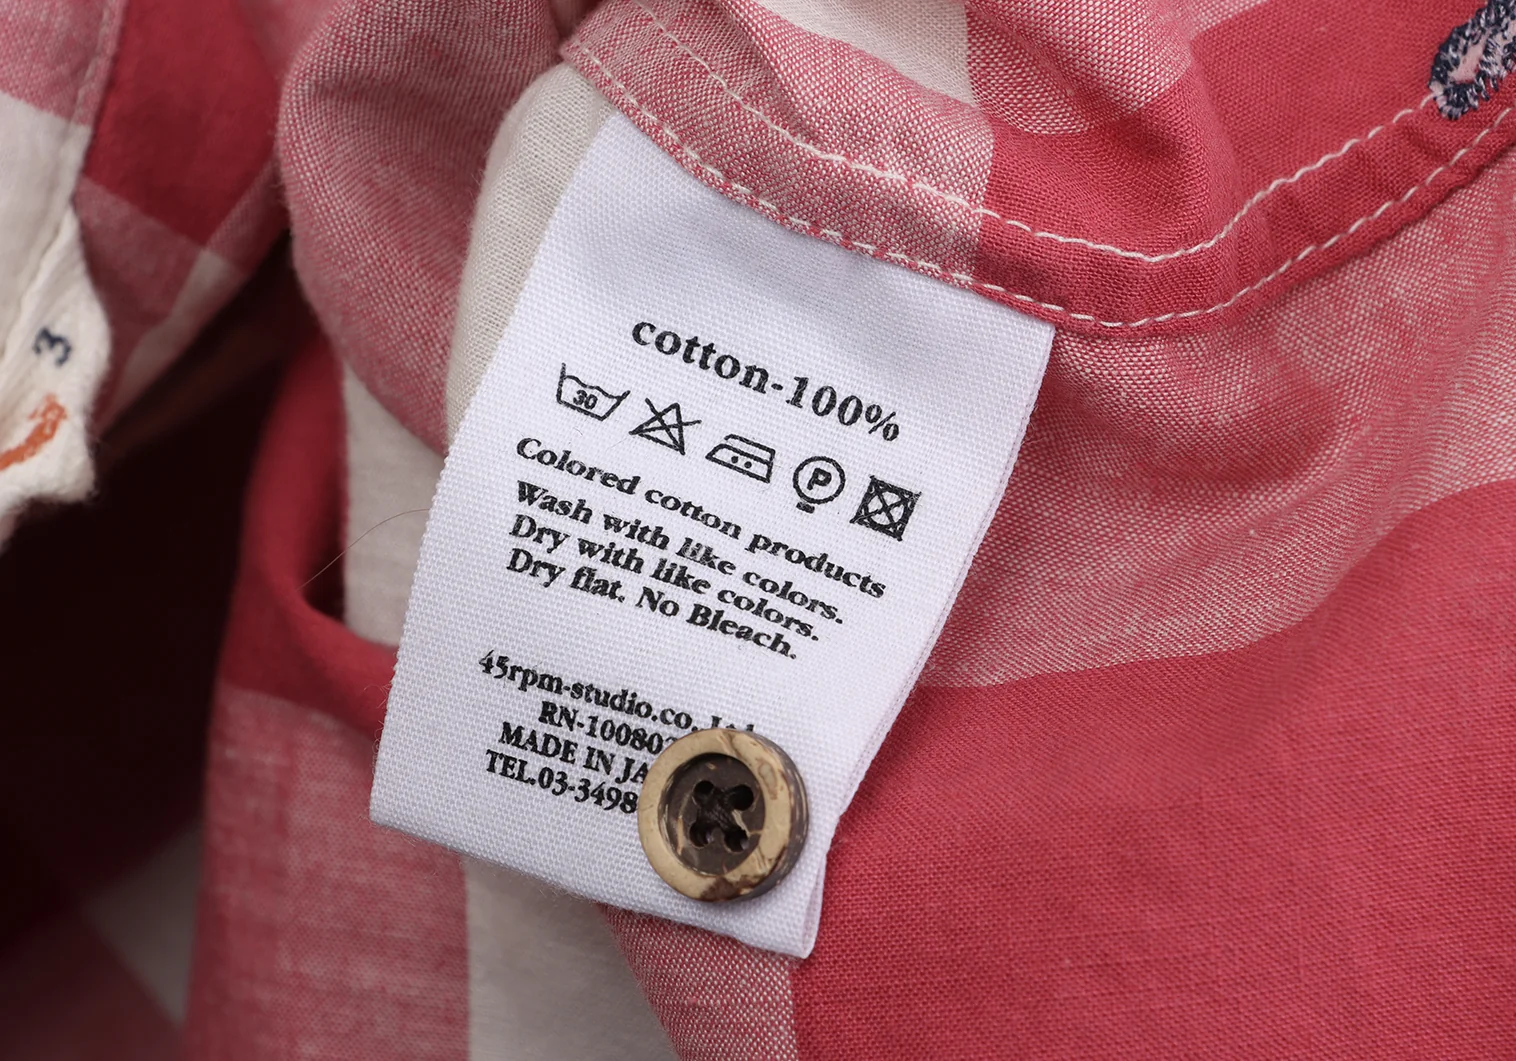 cotton-100%
30
P
Colored cotton products
Wash with like colors.
Dry with like colors.
Dry flat. No Bleach.
45rpm-studio.co.
MADE IN
3